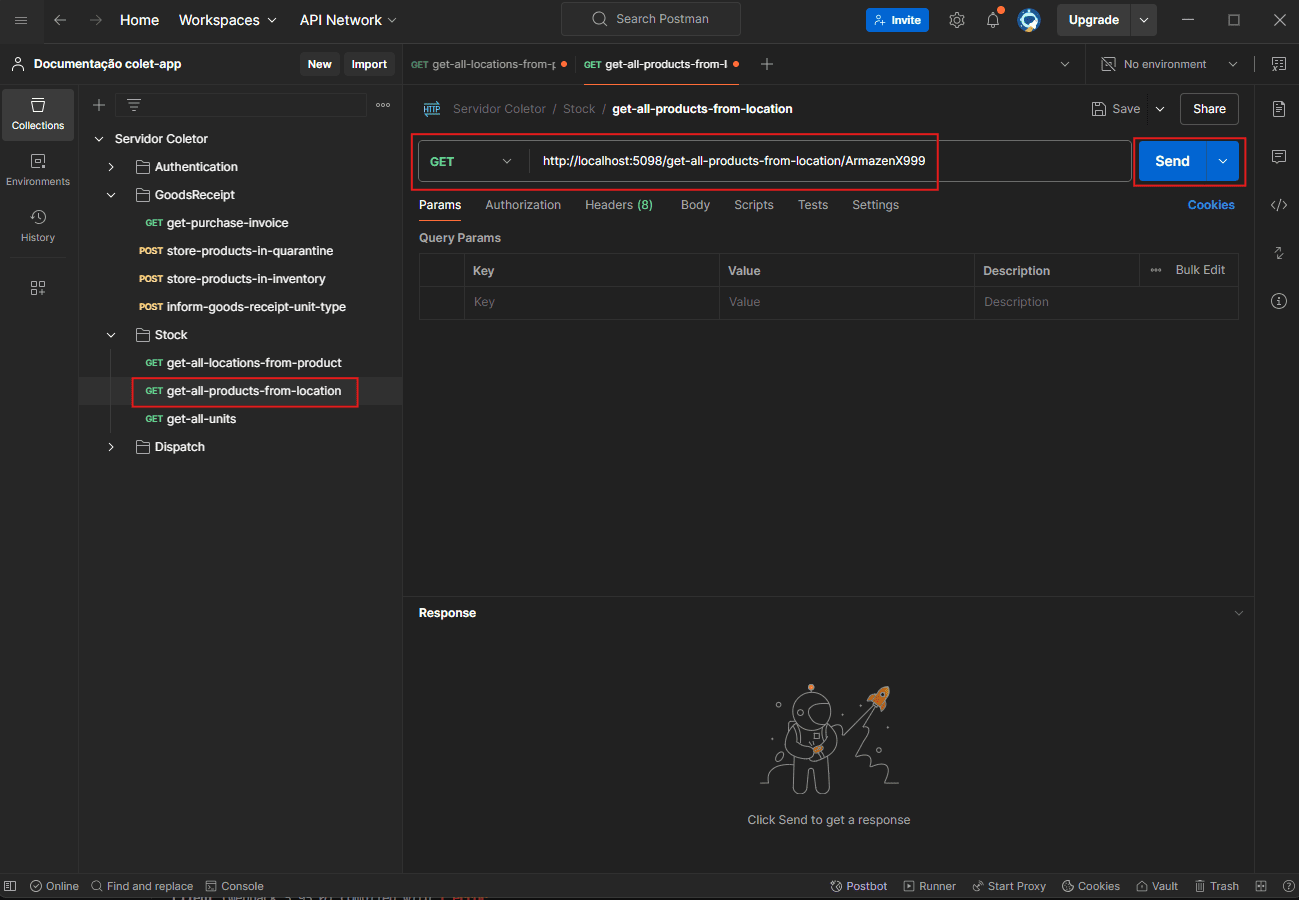 Home Workspaces API Network Search Postman Invite Upgrade
Documentação colet-app New Import GET get-all-locations-from-p GET get-all-products-from-l No environment
Collections
Environments
History
Servidor Coletor
Authentication
GoodsReceipt
GET get-purchase-invoice
POST store-products-in-quarantine
POST store-products-in-inventory
POST inform-goods-receipt-unit-type
Stock
GET get-all-locations-from-product
GET get-all-products-from-location
GET get-all-units
Dispatch
HTTP Servidor Coletor / Stock / get-all-products-from-location Save Share
GET http://localhost:5098/get-all-products-from-location/ArmazenX999 Send
Params Authorization Headers (8) Body Scripts Tests Settings Cookies
Query Params
Key Value Description Bulk Edit
Key Value Description
Response
Click Send to get a response
Online Find and replace Console Postbot Runner Start Proxy Cookies Vault Trash